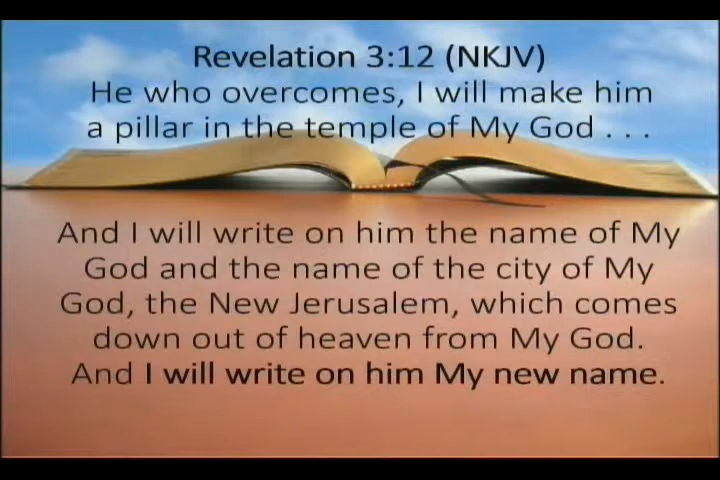 Revelation 3:12 (NKJV)
He who overcomes, I will make him
a pillar in the temple of My God . . .
And I will write on him the name of My
God and the name of the city of My
God, the New Jerusalem, which comes
down out of heaven from My God.
And I will write on him My new name.